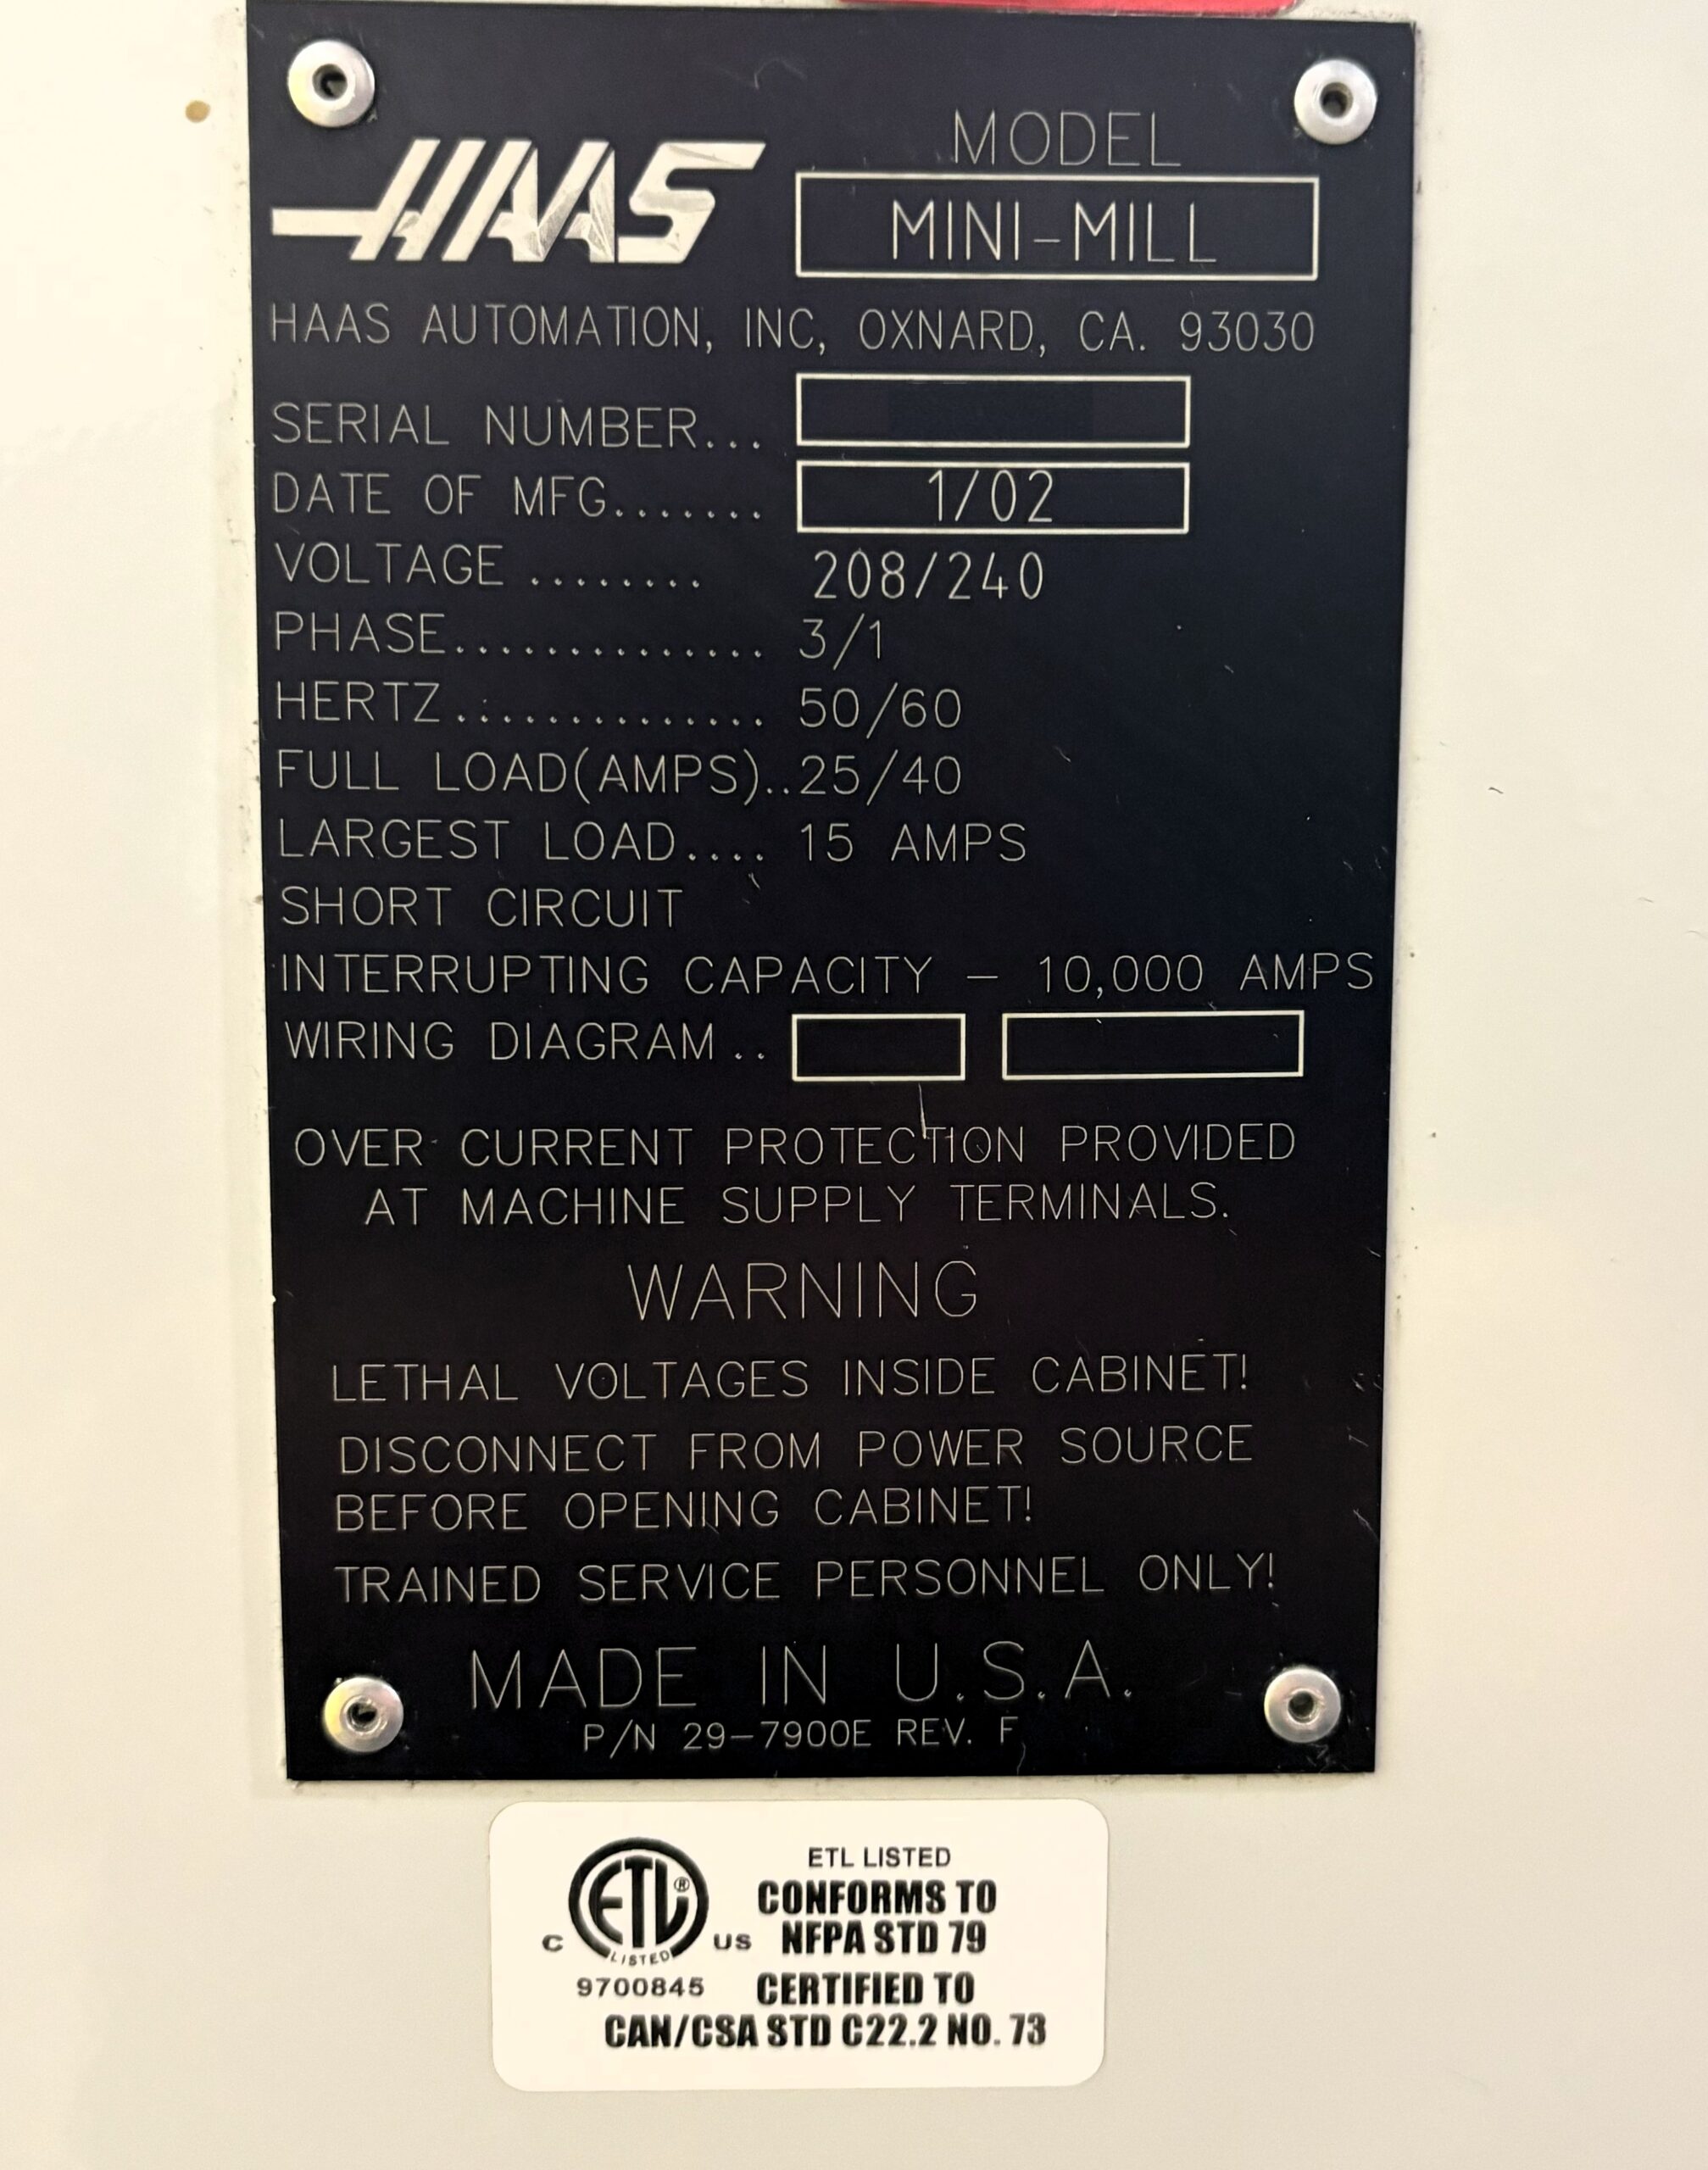 HAAS
MODEL
MINI-MILL
HAAS AUTOMATION, INC, OXNARD, CA. 93030
SERIAL NUMBER...
DATE OF MFG....... 1/02
VOLTAGE ........ 208/240
PHASE.............. 3/1
HERTZ.............. 50/60
FULL LOAD(AMPS)..25/40
LARGEST LOAD.... 15 AMPS
SHORT CIRCUIT
INTERRUPTING CAPACITY - 10,000 AMPS
WIRING DIAGRAM..
OVER CURRENT PROTECTION PROVIDED
AT MACHINE SUPPLY TERMINALS.
WARNING
LETHAL VOLTAGES INSIDE CABINET!
DISCONNECT FROM POWER SOURCE
BEFORE OPENING CABINET!
TRAINED SERVICE PERSONNEL ONLY!
MADE IN U.S.A.
P/N 29-7900E REV. F
ETL LISTED
C ETL® LISTED US
9700845
CONFORMS TO
NFPA STD 79
CERTIFIED TO
CAN/CSA STD C22.2 NO. 73